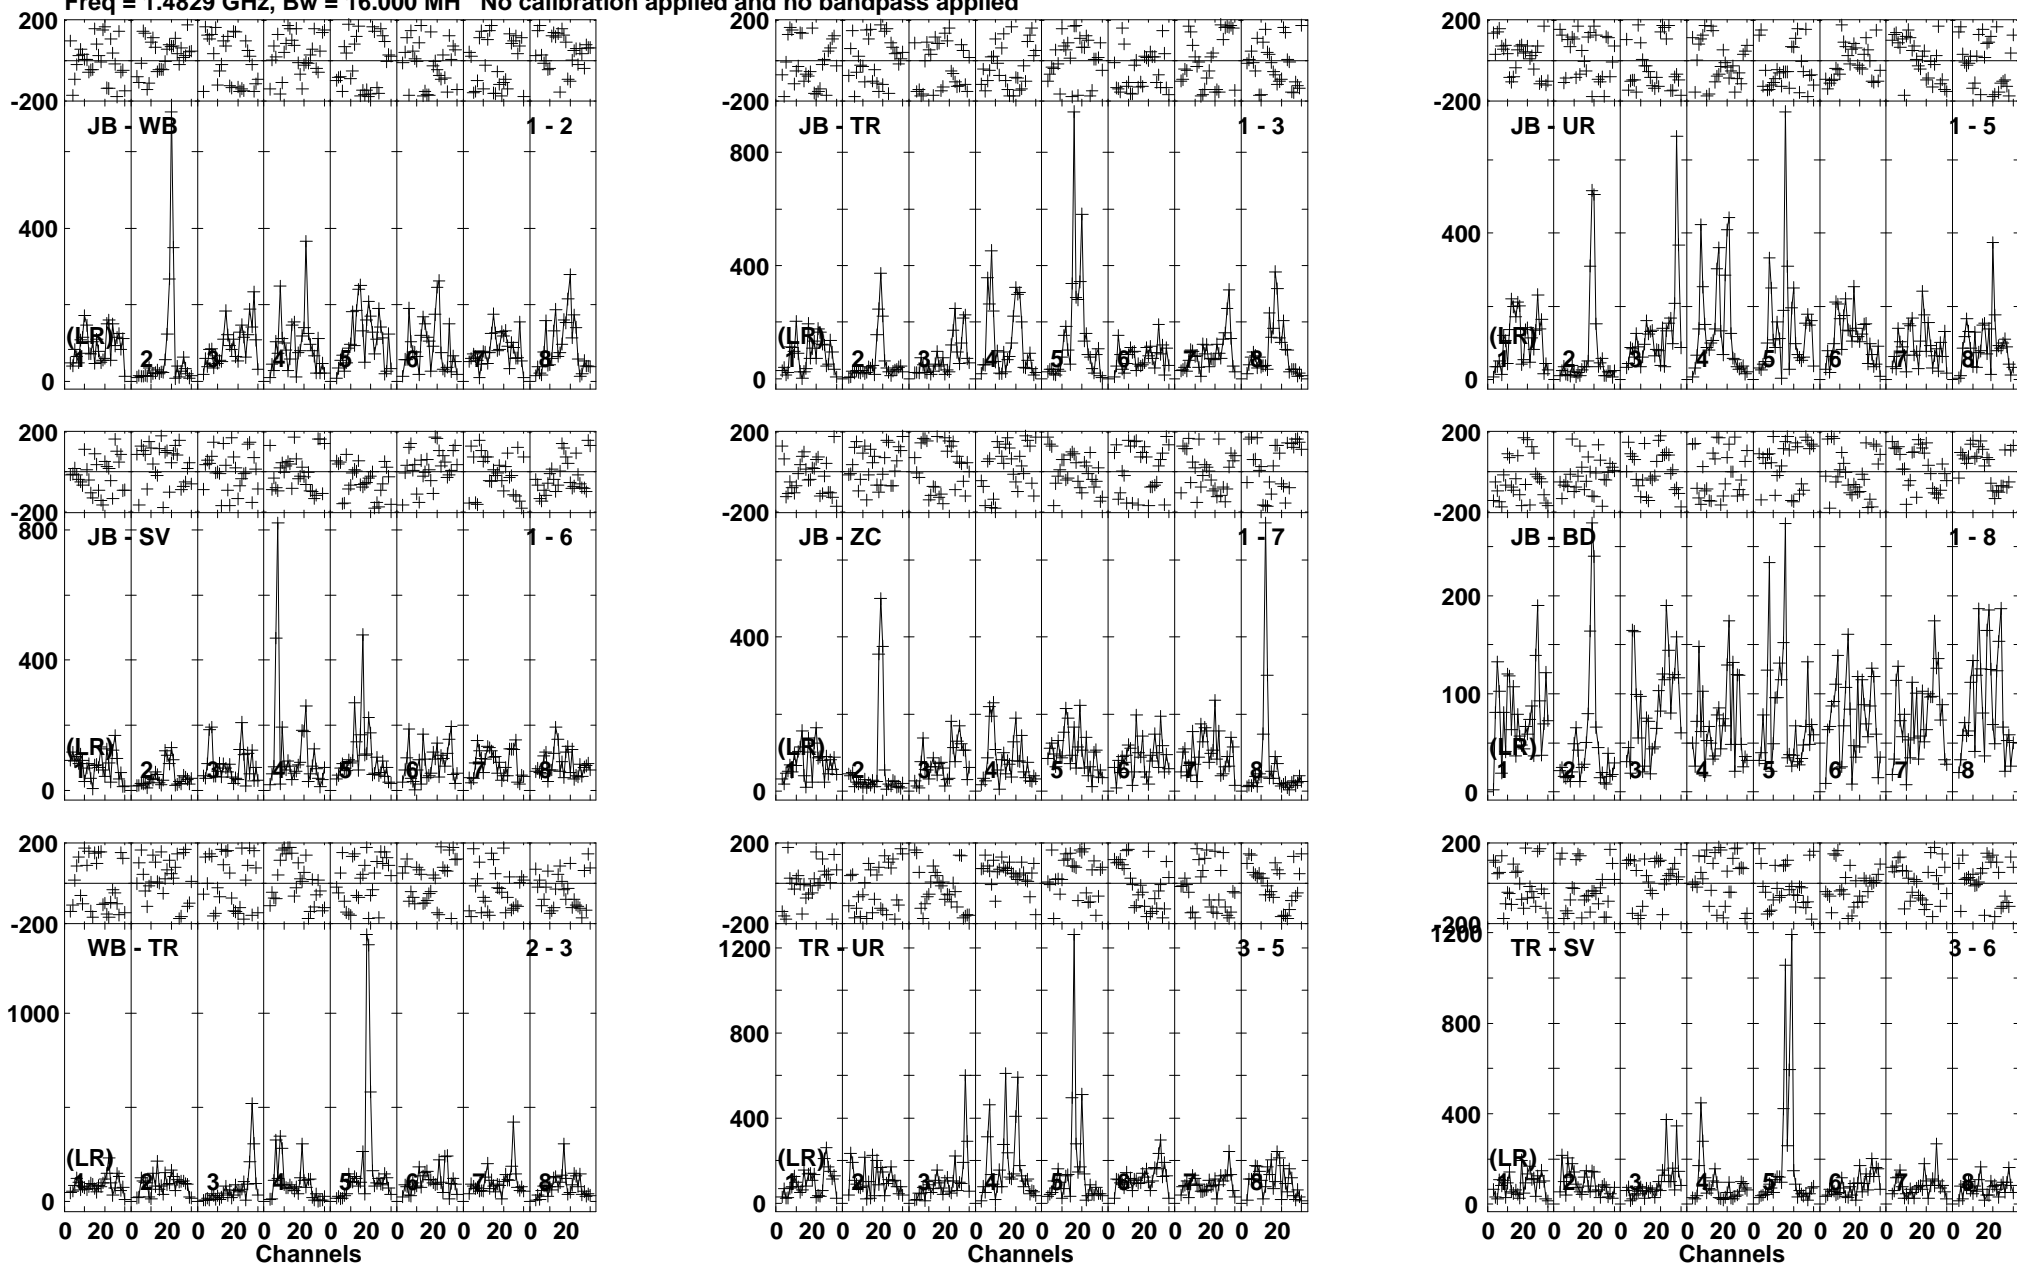 Freq = 1.4829 GHz, Bw = 16.000 MH No calibration applied and no bandpass applied
200 200 200
-200 -200 -200
JB - WB 1 - 2 JB - TR 1 - 3 JB - UR 1 - 5
800
400 400 400
(LR) (LR) (LR)
1 2 3 4 5 6 7 8 1 2 3 4 5 6 7 8 1 2 3 4 5 6 7 8
0 0 0
200 200 200
-200 -200 -200
800 JB - SV 1 - 6 JB - ZC 1 - 7 JB - BD 1 - 8
400 400 200
100
(LR) (LR) (LR)
1 2 3 4 5 6 7 8 1 2 3 4 5 6 7 8 1 2 3 4 5 6 7 8
0 0 0
200 200 200
-200 -200 -200
WB - TR 2 - 3 1200 TR - UR 3 - 5 1200 TR - SV 3 - 6
1000 800 800
400 400
(LR) (LR) (LR)
1 2 3 4 5 6 7 8 1 2 3 4 5 6 7 8 1 2 3 4 5 6 7 8
0 0 0
0 20 0 20 0 20 0 20 0 20 0 20 0 20 0 20 0 20 0 20 0 20 0 20 0 20 0 20 0 20 0 20 0 20 0 20 0 20 0 20 0 20 0 20 0 20 0 20
Channels Channels Channels